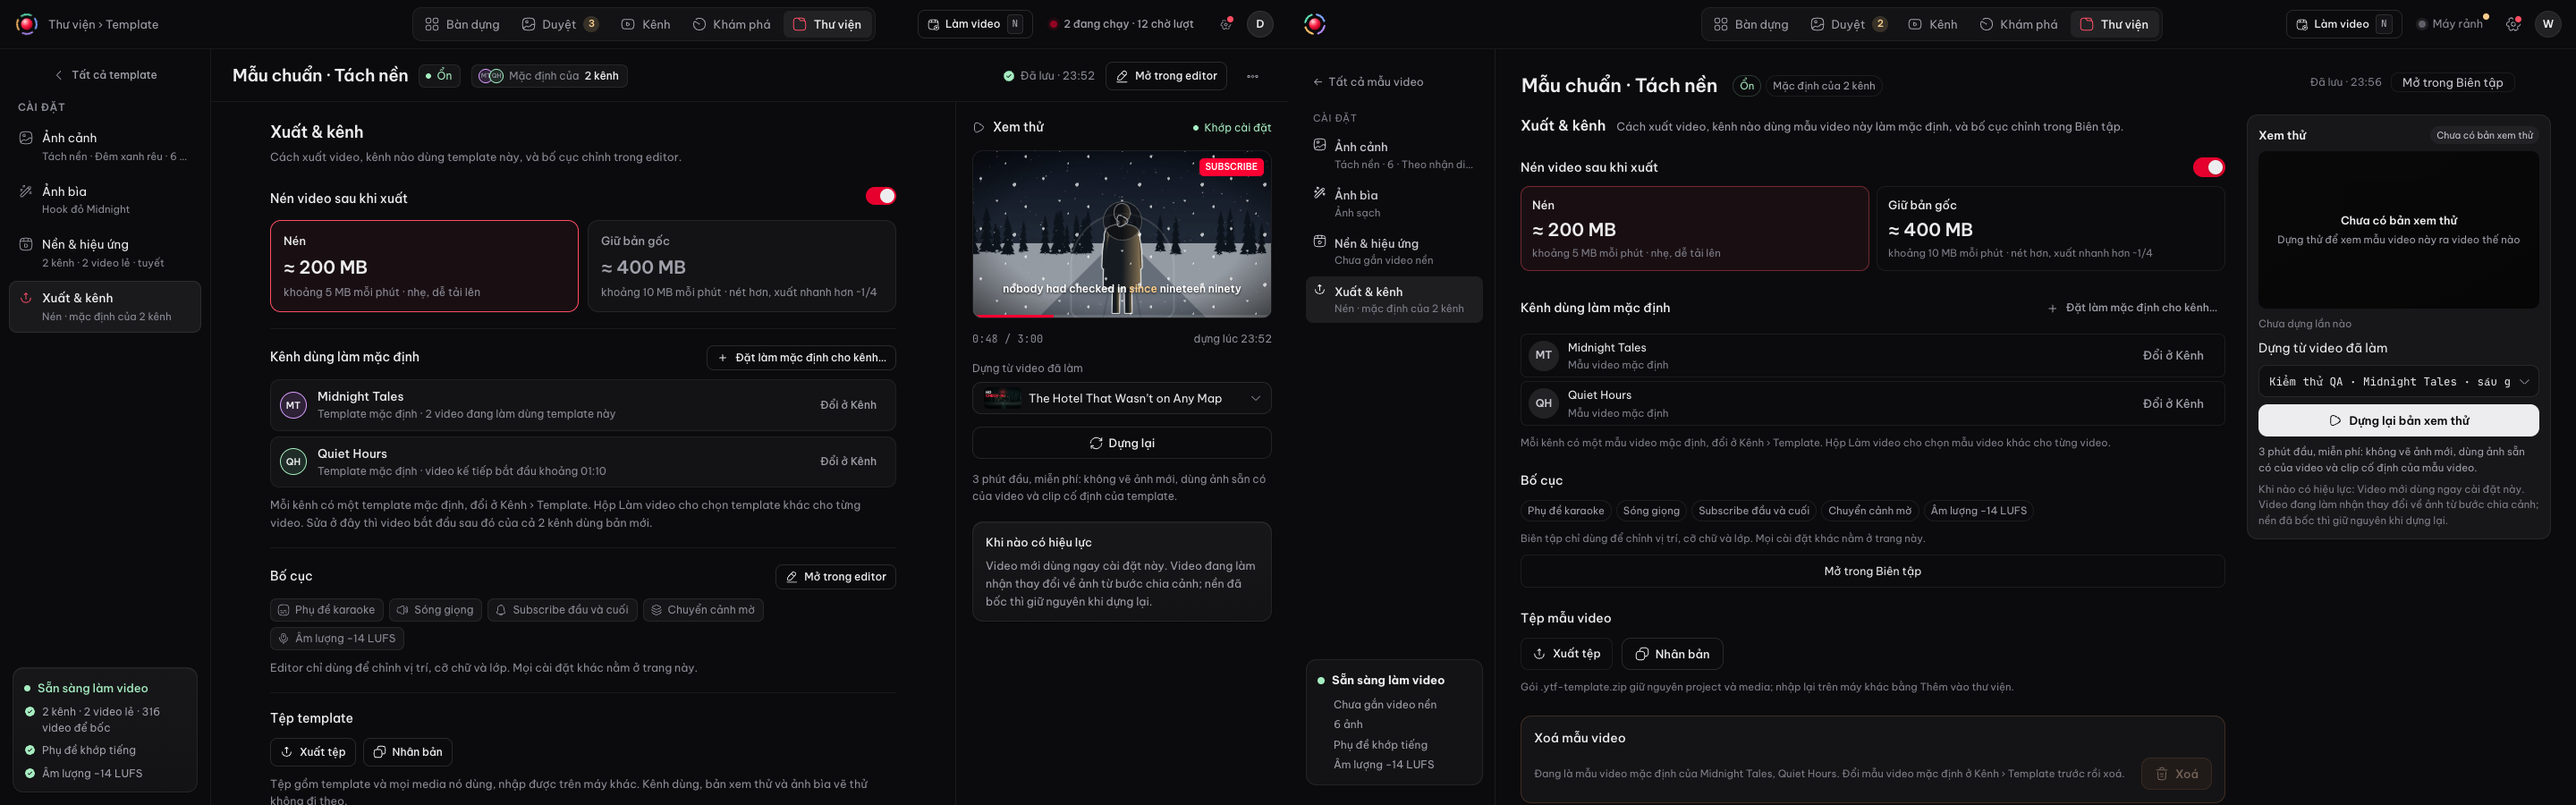 Thư viện › Template
Bàn dựng
Duyệt 3
Kênh
Khám phá
Thư viện
Làm video N
2 đang chạy · 12 chờ lượt
D
Tất cả template
CÀI ĐẶT
Ảnh cảnh
Tách nền · Đêm xanh rêu · 6 ...
Ảnh bìa
Hook đỏ Midnight
Nền & hiệu ứng
2 kênh · 2 video lẻ · tuyết
Xuất & kênh
Nén · mặc định của 2 kênh
Sẵn sàng làm video
2 kênh · 2 video lẻ · 316
video để bốc
Phụ đề khớp tiếng
Âm lượng -14 LUFS
Mẫu chuẩn · Tách nền
Ổn
MT QH Mặc định của 2 kênh
Đã lưu · 23:52
Mở trong editor
Xuất & kênh
Cách xuất video, kênh nào dùng template này, và bố cục chỉnh trong editor.
Nén video sau khi xuất
Nén
≈ 200 MB
khoảng 5 MB mỗi phút · nhẹ, dễ tải lên
Giữ bản gốc
≈ 400 MB
khoảng 10 MB mỗi phút · nét hơn, xuất nhanh hơn ~1/4
Kênh dùng làm mặc định
Đặt làm mặc định cho kênh...
MT
Midnight Tales
Template mặc định · 2 video đang làm dùng template này
Đổi ở Kênh
QH
Quiet Hours
Template mặc định · video kế tiếp bắt đầu khoảng 01:10
Đổi ở Kênh
Mỗi kênh có một template mặc định, đổi ở Kênh › Template. Hộp Làm video cho chọn template khác cho từng
video. Sửa ở đây thì video bắt đầu sau đó của cả 2 kênh dùng bản mới.
Bố cục
Mở trong editor
Phụ đề karaoke
Sóng giọng
Subscribe đầu và cuối
Chuyển cảnh mờ
Âm lượng -14 LUFS
Editor chỉ dùng để chỉnh vị trí, cỡ chữ và lớp. Mọi cài đặt khác nằm ở trang này.
Tệp template
Xuất tệp
Nhân bản
Tệp gồm template và mọi media nó dùng, nhập được trên máy khác. Kênh dùng, bản xem thử và ảnh bìa vẽ thử
không đi theo.
Xem thử
Khớp cài đặt
SUBSCRIBE
nobody had checked in since nineteen ninety
0:48 / 3:00
dựng lúc 23:52
Dựng từ video đã làm
The Hotel That Wasn't on Any Map
Dựng lại
3 phút đầu, miễn phí: không vẽ ảnh mới, dùng ảnh sẵn có
của video và clip cố định của template.
Khi nào có hiệu lực
Video mới dùng ngay cài đặt này. Video đang làm
nhận thay đổi về ảnh từ bước chia cảnh; nền đã
bốc thì giữ nguyên khi dựng lại.
Bàn dựng
Duyệt 2
Kênh
Khám phá
Thư viện
Làm video N
Máy rảnh
W
← Tất cả mẫu video
CÀI ĐẶT
Ảnh cảnh
Tách nền · 6 · Theo nhận di...
Ảnh bìa
Ảnh sạch
Nền & hiệu ứng
Chưa gắn video nền
Xuất & kênh
Nén · mặc định của 2 kênh
Sẵn sàng làm video
Chưa gắn video nền
6 ảnh
Phụ đề khớp tiếng
Âm lượng -14 LUFS
Mẫu chuẩn · Tách nền
Ổn
Mặc định của 2 kênh
Đã lưu · 23:56
Mở trong Biên tập
Xuất & kênh Cách xuất video, kênh nào dùng mẫu video này làm mặc định, và bố cục chỉnh trong Biên tập.
Nén video sau khi xuất
Nén
≈ 200 MB
khoảng 5 MB mỗi phút · nhẹ, dễ tải lên
Giữ bản gốc
≈ 400 MB
khoảng 10 MB mỗi phút · nét hơn, xuất nhanh hơn ~1/4
Kênh dùng làm mặc định
Đặt làm mặc định cho kênh...
MT
Midnight Tales
Mẫu video mặc định
Đổi ở Kênh
QH
Quiet Hours
Mẫu video mặc định
Đổi ở Kênh
Mỗi kênh có một mẫu video mặc định, đổi ở Kênh › Template. Hộp Làm video cho chọn mẫu video khác cho từng video.
Bố cục
Phụ đề karaoke
Sóng giọng
Subscribe đầu và cuối
Chuyển cảnh mờ
Âm lượng -14 LUFS
Biên tập chỉ dùng để chỉnh vị trí, cỡ chữ và lớp. Mọi cài đặt khác nằm ở trang này.
Mở trong Biên tập
Tệp mẫu video
Xuất tệp
Nhân bản
Gói .ytf-template.zip giữ nguyên project và media; nhập lại trên máy khác bằng Thêm vào thư viện.
Xoá mẫu video
Đang là mẫu video mặc định của Midnight Tales, Quiet Hours. Đổi mẫu video mặc định ở Kênh › Template trước rồi xoá.
Xoá
Xem thử
Chưa có bản xem thử
Chưa có bản xem thử
Dựng thử để xem mẫu video này ra video thế nào
Chưa dựng lần nào
Dựng từ video đã làm
Kiểm thử QA · Midnight Tales · sáu g
Dựng lại bản xem thử
3 phút đầu, miễn phí: không vẽ ảnh mới, dùng ảnh sẵn
có của video và clip cố định của mẫu video.
Khi nào có hiệu lực: Video mới dùng ngay cài đặt này.
Video đang làm nhận thay đổi về ảnh từ bước chia cảnh;
nền đã bốc thì giữ nguyên khi dựng lại.